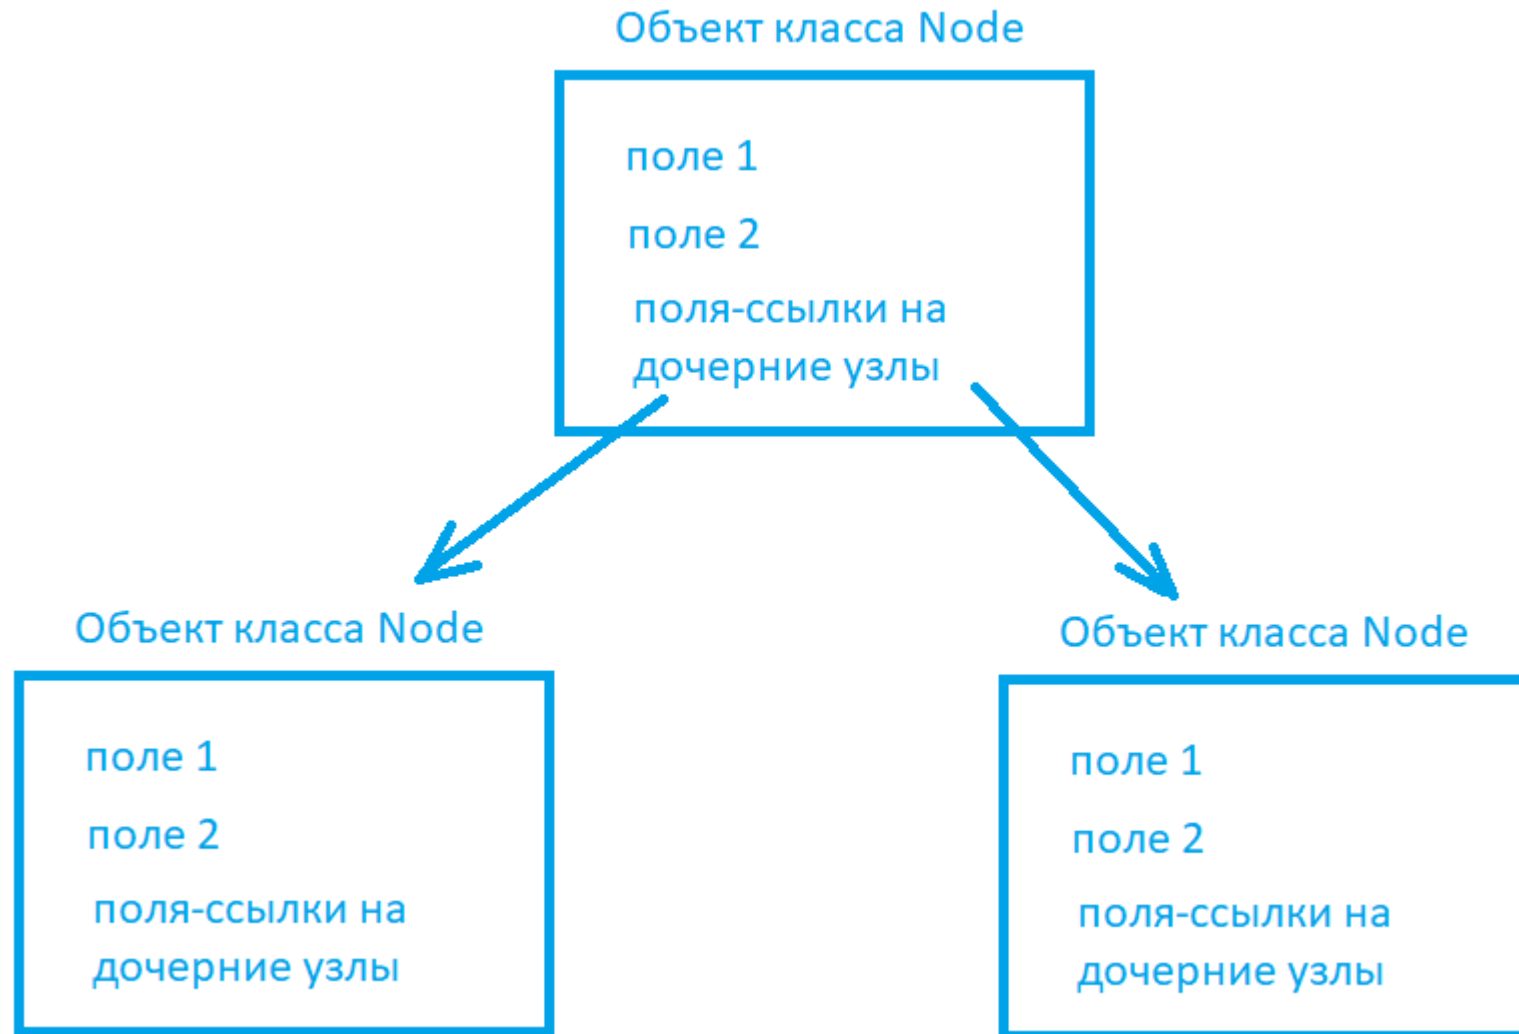 Объект класса Node
поле 1
поле 2
поля-ссылки на
дочерние узлы
Объект класса Node
поле 1
поле 2
поля-ссылки на
дочерние узлы
Объект класса Node
поле 1
поле 2
поля-ссылки на
дочерние узлы